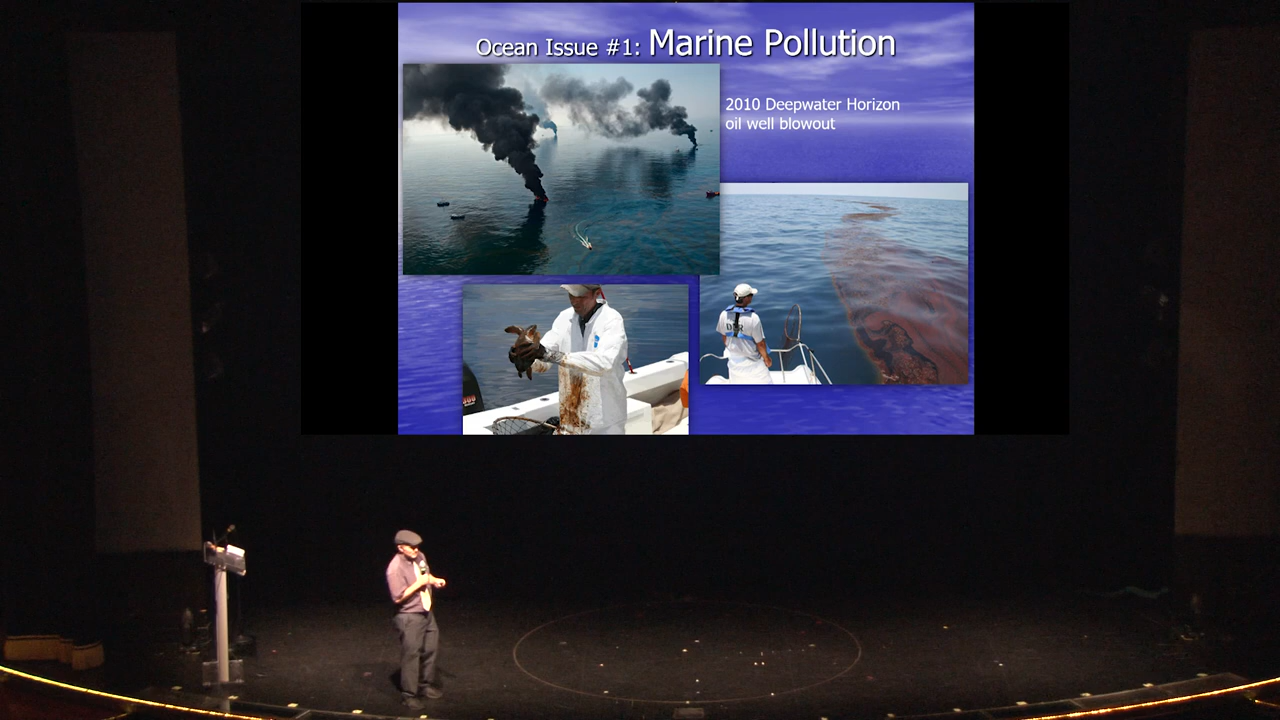 Ocean Issue #1: Marine Pollution
2010 Deepwater Horizon
oil well blowout